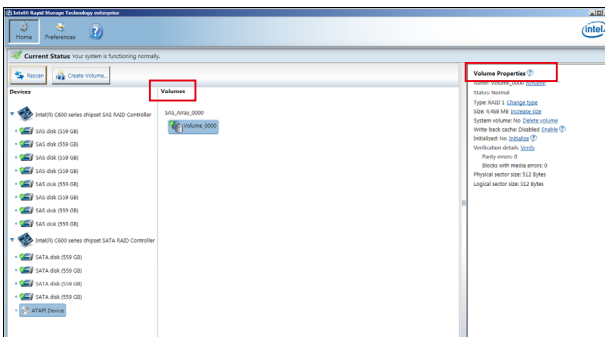 Intel® Rapid Storage Technology enterprise
Home
Preferences
intel
Current Status Your system is functioning normally.
Rescan
Create Volume...
Devices
Intel(R) C600 series chipset SAS RAID Controller
SAS disk (559 GB)
SAS disk (559 GB)
SAS disk (559 GB)
SAS disk (559 GB)
SAS disk (559 GB)
SAS disk (559 GB)
SAS disk (559 GB)
SAS disk (559 GB)
Intel(R) C600 series chipset SATA RAID Controller
SATA disk (559 GB)
SATA disk (559 GB)
SATA disk (559 GB)
SATA disk (559 GB)
ATAPI Device
Volumes
SAS_Array_0000
Volume_0000
Volume Properties
Name: Volume_0000 Rename
Status: Normal
Type: RAID 1 Change type
Size: 4,468 MB Increase size
System volume: No Delete volume
Write-back cache: Disabled Enable
Initialized: No Initialize
Verification details Verify
Parity errors: 0
Blocks with media errors: 0
Physical sector size: 512 Bytes
Logical sector size: 512 Bytes